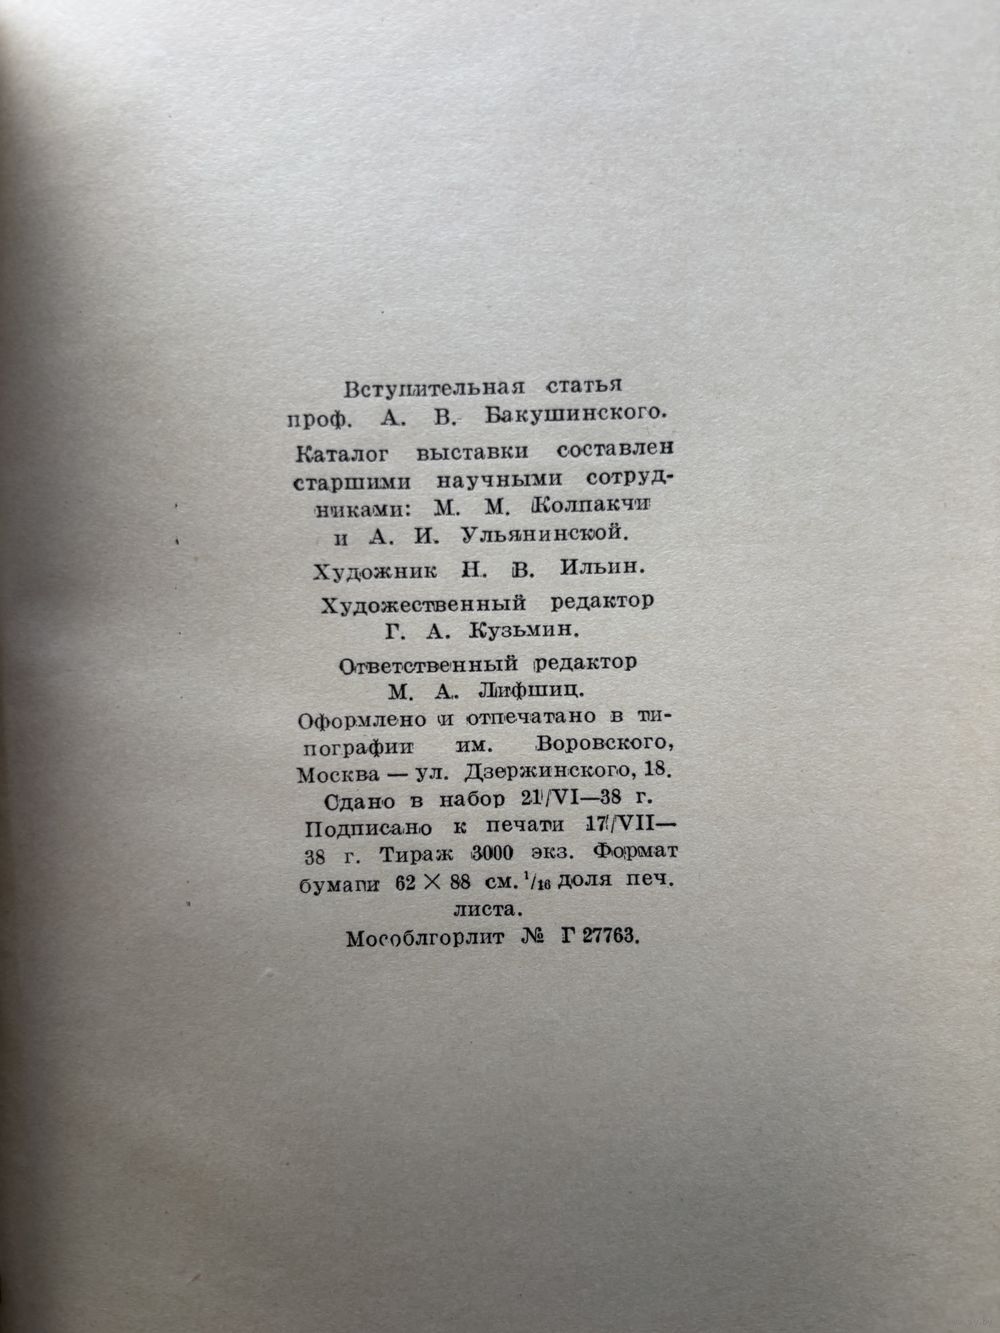 Вступительная статья
проф. А. В. Бакушинского.
Каталог выставки составлен
старшими научными сотруд-
никами: М. М. Колпакчи
и А. И. Ульянинской.
Художник Н. В. Ильин.
Художественный редактор
Г. А. Кузьмин.
Ответственный редактор
М. А. Лифшиц.
Оформлено и отпечатано в ти-
пографии им. Воровского,
Москва — ул. Дзержинского, 18.
Сдано в набор 21/VI—38 г.
Подписано к печати 17/VII—
38 г. Тираж 3000 экз. Формат
бумаги 62 × 88 см. 1/16 доля печ.
листа.
Мособлгорлит № Г 27763.